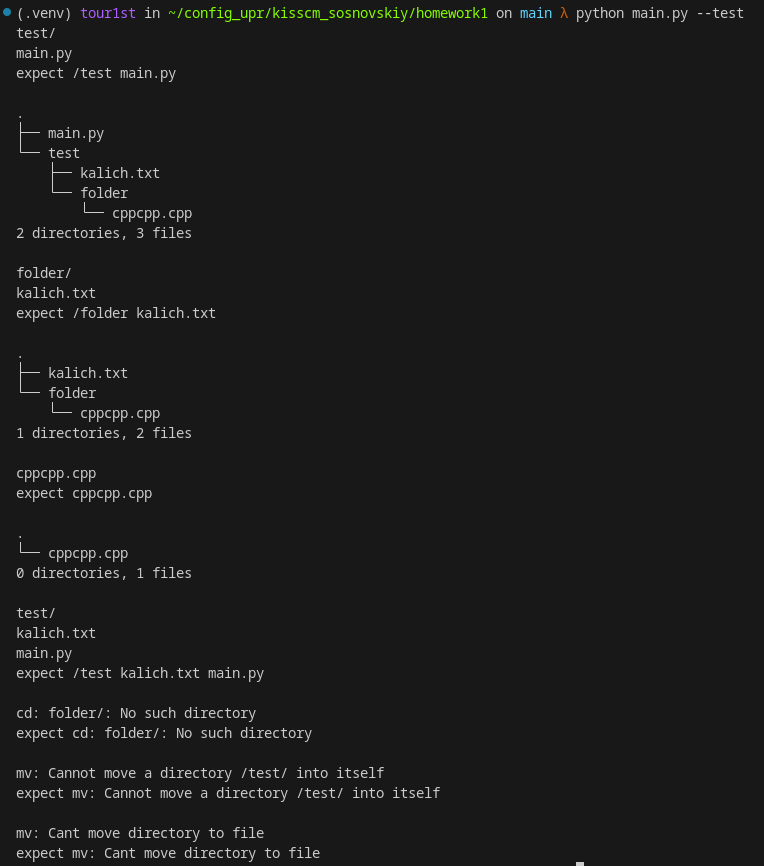 (.venv) tour1st in ~/config_upr/kisscm_sosnovskiy/homework1 on main λ python main.py --test
test/
main.py
expect /test main.py
.
├── main.py
└── test
    ├── kalich.txt
    └── folder
        └── cppcpp.cpp
2 directories, 3 files
folder/
kalich.txt
expect /folder kalich.txt
.
├── kalich.txt
└── folder
    └── cppcpp.cpp
1 directories, 2 files
cppcpp.cpp
expect cppcpp.cpp
.
└── cppcpp.cpp
0 directories, 1 files
test/
kalich.txt
main.py
expect /test kalich.txt main.py
cd: folder/: No such directory
expect cd: folder/: No such directory
mv: Cannot move a directory /test/ into itself
expect mv: Cannot move a directory /test/ into itself
mv: Cant move directory to file
expect mv: Cant move directory to file